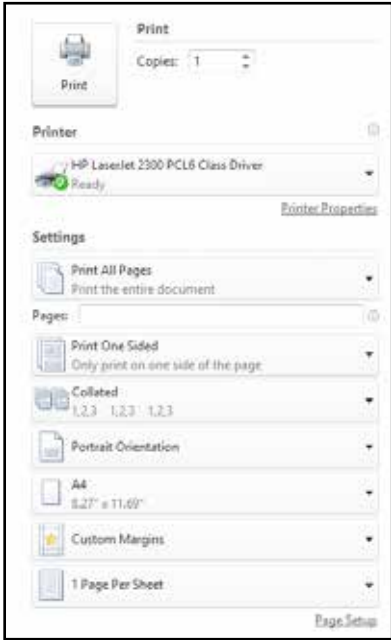 Print
Copies: 1
Print
Printer
HP LaserJet 2300 PCL6 Class Driver
Ready
Printer Properties
Settings
Print All Pages
Print the entire document
Pages:
Print One Sided
Only print on one side of the page
Collated
1,2,3 1,2,3 1,2,3
Portrait Orientation
A4
8.27" x 11.69"
Custom Margins
1 Page Per Sheet
Page Setup